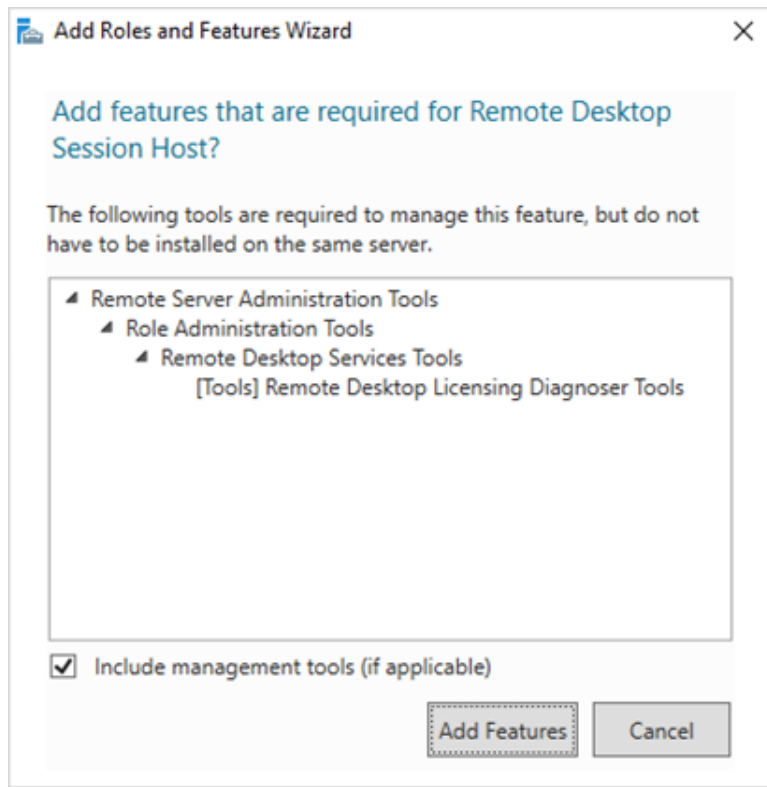 Add Roles and Features Wizard
Add features that are required for Remote Desktop
Session Host?
The following tools are required to manage this feature, but do not
have to be installed on the same server.
Remote Server Administration Tools
Role Administration Tools
Remote Desktop Services Tools
[Tools] Remote Desktop Licensing Diagnoser Tools
Include management tools (if applicable)
Add Features
Cancel